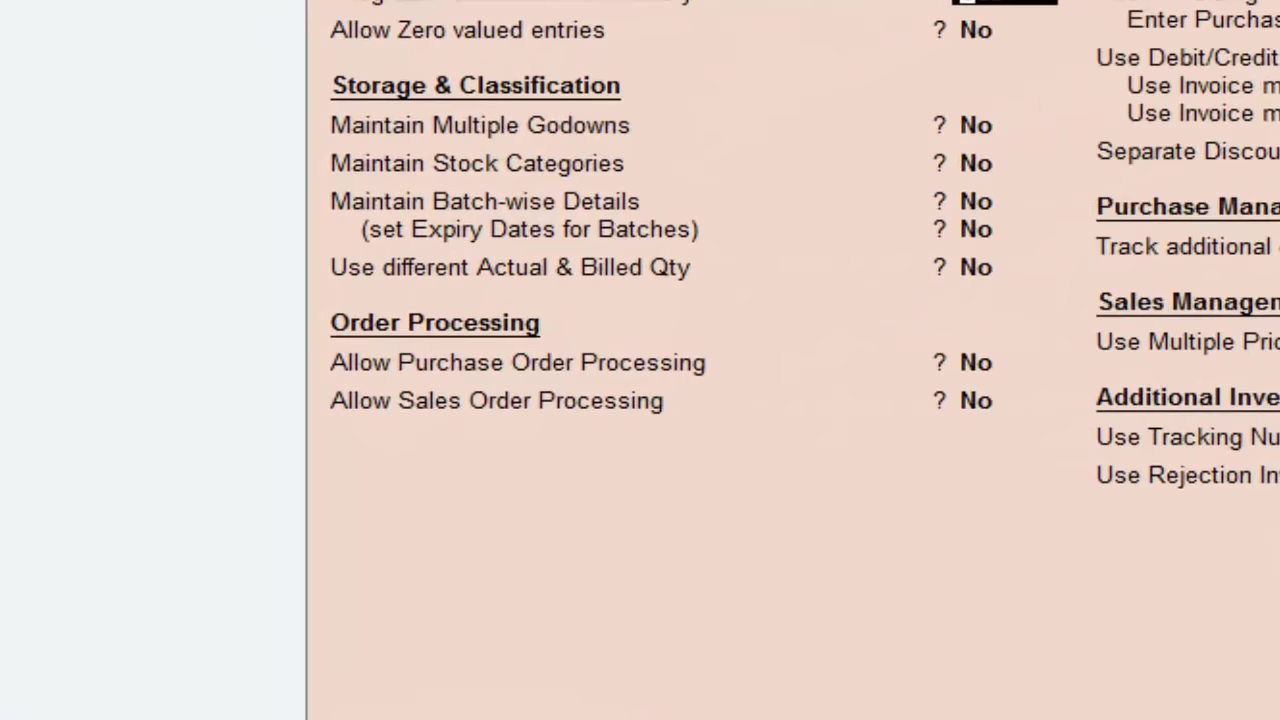 Allow Zero valued entries ? No
Storage & Classification
Maintain Multiple Godowns ? No
Maintain Stock Categories ? No
Maintain Batch-wise Details ? No
(set Expiry Dates for Batches) ? No
Use different Actual & Billed Qty ? No
Order Processing
Allow Purchase Order Processing ? No
Allow Sales Order Processing ? No
Enter Purchas
Use Debit/Credit
Use Invoice m
Use Invoice m
Separate Discou
Purchase Mana
Track additional
Sales Managem
Use Multiple Pric
Additional Inve
Use Tracking Nu
Use Rejection Inv